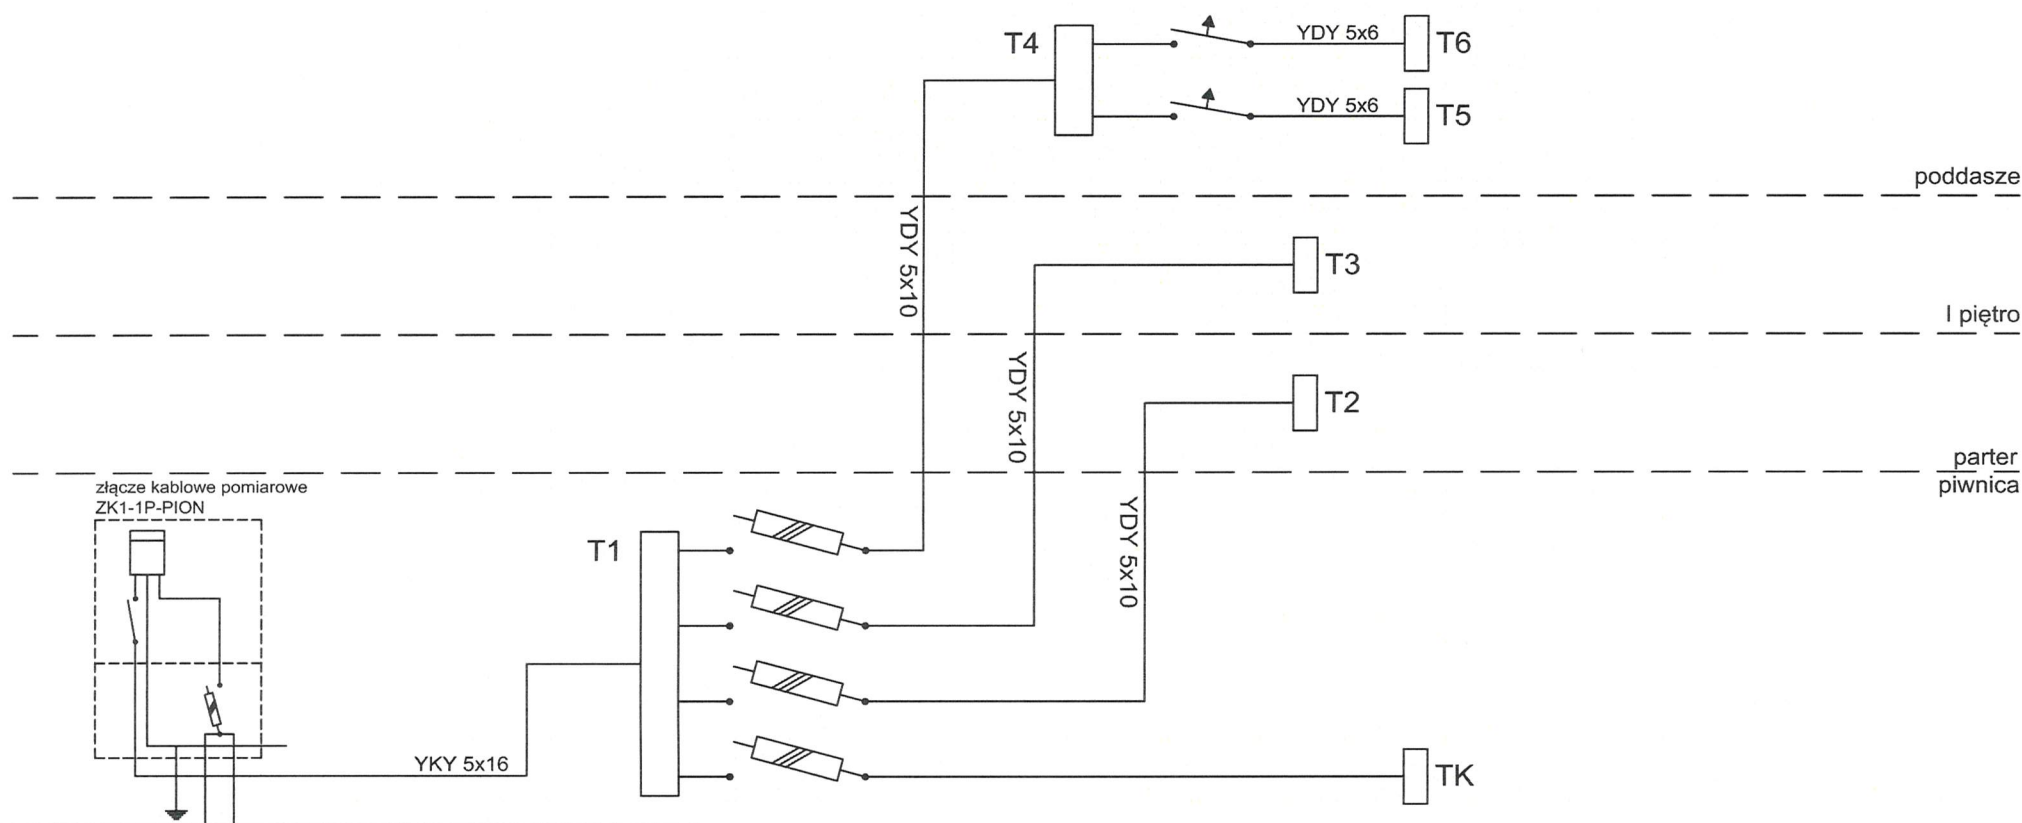 T4
YDY 5x6
T6
YDY 5x6
T5
poddasze
YDY 5x10
T3
I piętro
YDY 5x10
T2
parter
piwnica
złącze kablowe pomiarowe
ZK1-1P-PION
T1
YDY 5x10
YKY 5x16
TK